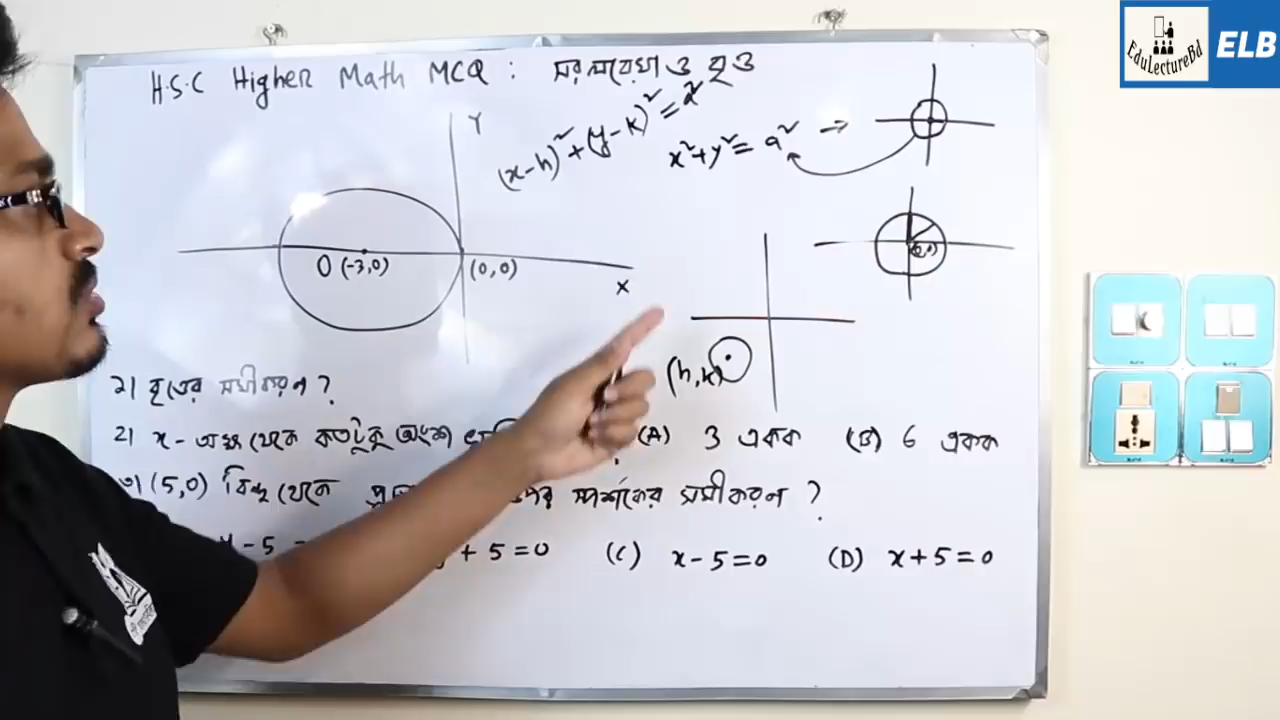 H.S.C Higher Math MCQ : সরলরেখা ও বৃত্ত
Y
(x-h)²+(y-k)²=a²
x²+y²=a² →
O (-3,0) (0,0)
x
(h,k)
১। বৃত্তের সমীকরণ ?
২। x-অক্ষ থেকে কতটুকু অংশ (A) 3 একক (B) 6 একক
৩। (5,0) বিন্দু থেকে স্পর্শকের সমীকরণ ?
y-5 = + 5=0 (C) x-5=0 (D) x+5=0
EduLectureBd
ELB